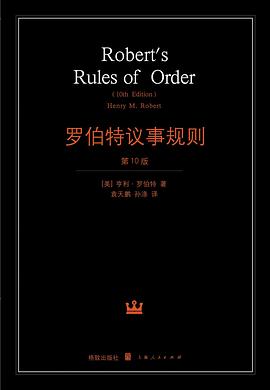 Robert's
Rules of Order
(10th Edition)
Henry M. Robert
罗伯特议事规则
第10版
[美] 亨利·罗伯特 著
袁天鹏 孙涤 译
格致出版社 上海人民出版社